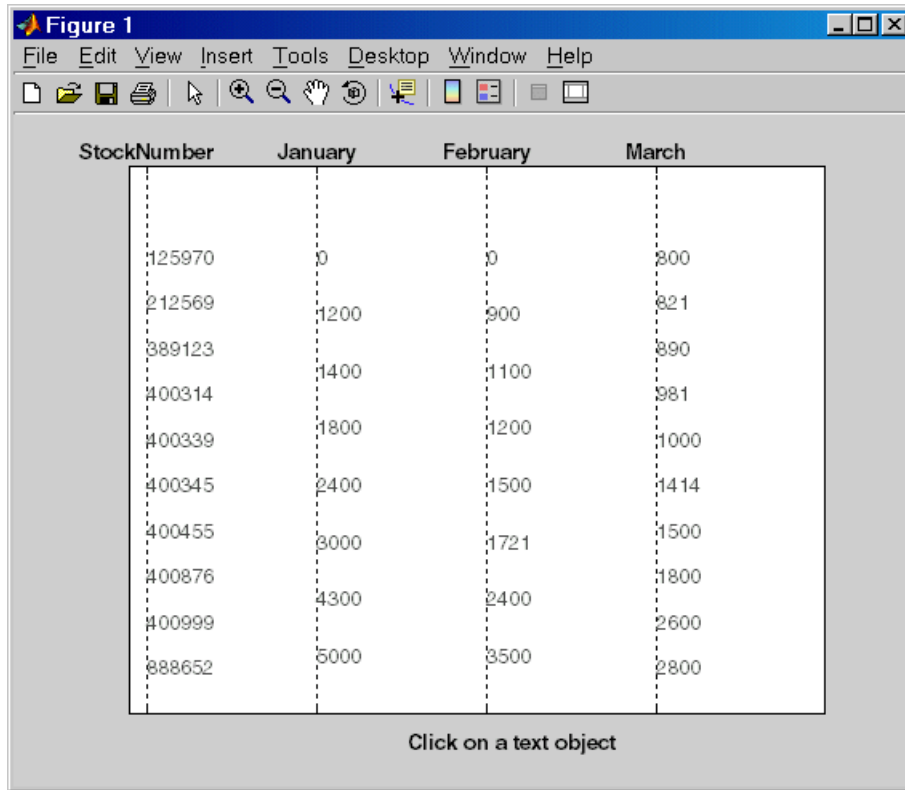 Figure 1
File Edit View Insert Tools Desktop Window Help
StockNumber January February March
125970 0 0 800
212569 1200 900 821
389123 1400 1100 890
400314 1800 1200 981
400339 2400 1500 1000
400345 3000 1721 1414
400455 4300 2400 1500
400876 5000 3500 1800
400999 2600
888652 2800
Click on a text object